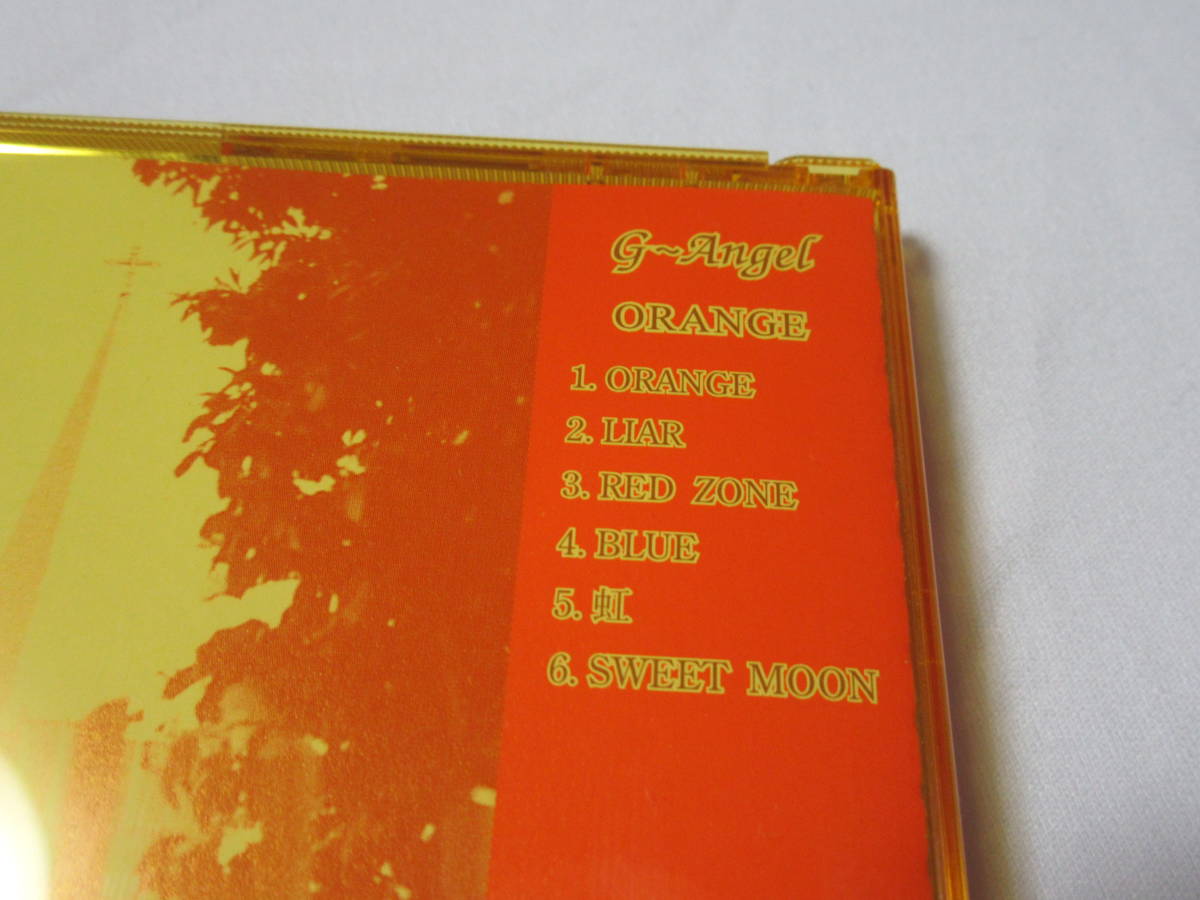 G~Angel
ORANGE
1. ORANGE
2. LIAR
3. RED ZONE
4. BLUE
5. 虹
6. SWEET MOON